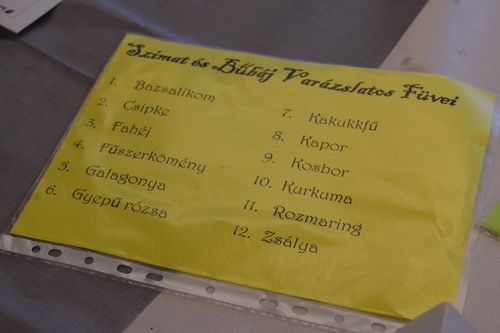 Szimat és Bűbáj Varázslatos Füvei
1. Bazsalikom
2. Csipke
3. Fahéj
4. Fűszerkömény
5. Galagonya
6. Gyepű rózsa
7. Kakukkfű
8. Kapor
9. Kosbor
10. Kurkuma
11. Rozmaring
12. Zsálya